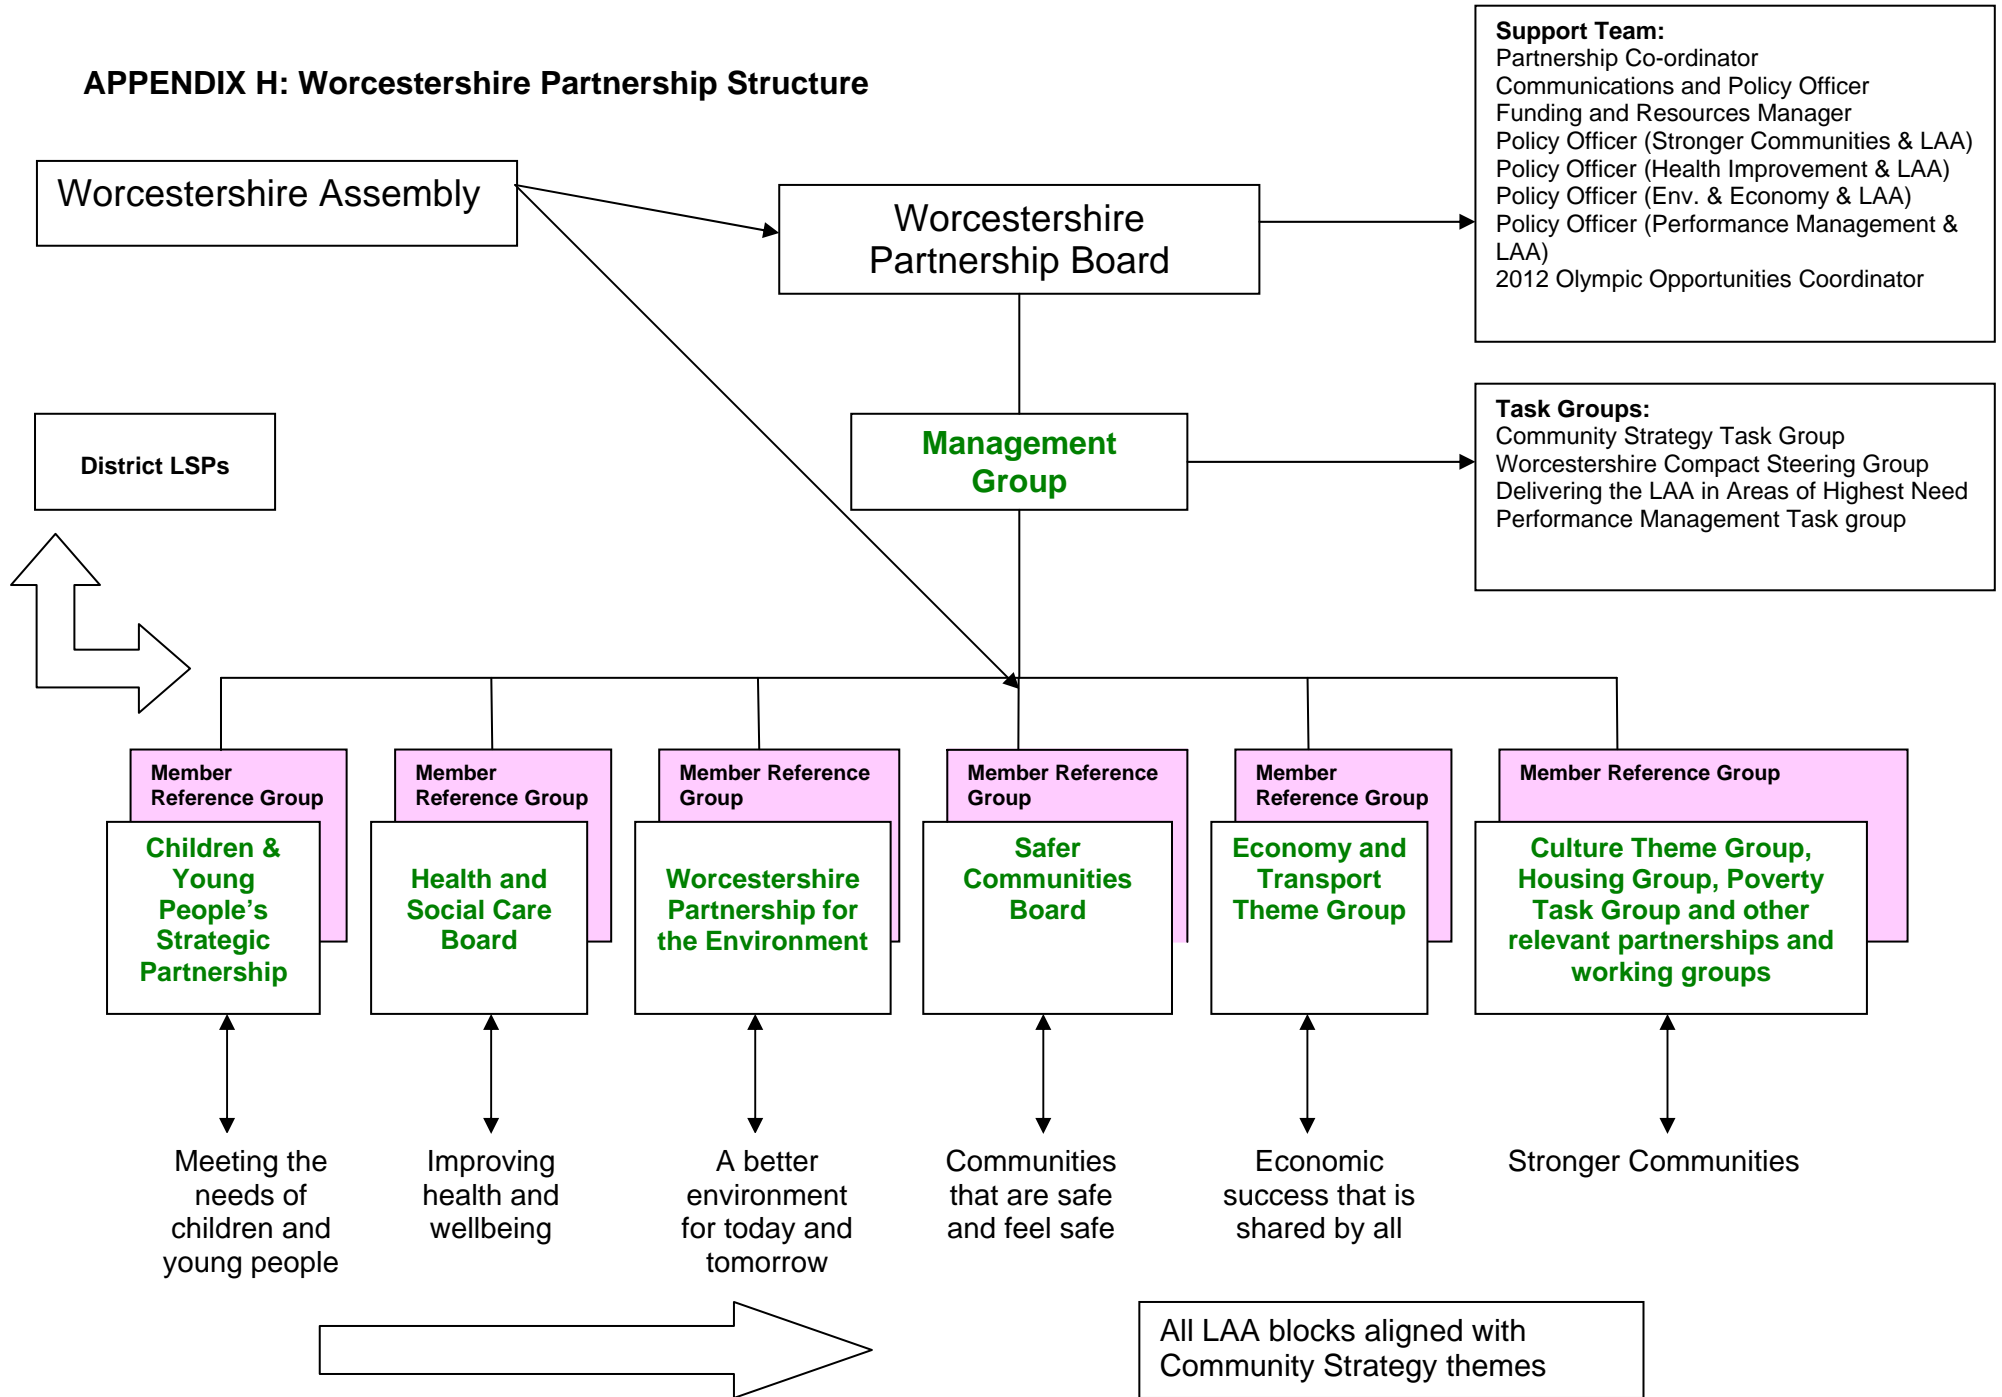 APPENDIX H: Worcestershire Partnership Structure
Support Team:
Partnership Co-ordinator
Communications and Policy Officer
Funding and Resources Manager
Policy Officer (Stronger Communities & LAA)
Policy Officer (Health Improvement & LAA)
Policy Officer (Env. & Economy & LAA)
Policy Officer (Performance Management &
LAA)
2012 Olympic Opportunities Coordinator
Worcestershire Assembly
Worcestershire
Partnership Board
District LSPs
Management
Group
Task Groups:
Community Strategy Task Group
Worcestershire Compact Steering Group
Delivering the LAA in Areas of Highest Need
Performance Management Task group
Member
Reference Group
Children &
Young
People's
Strategic
Partnership
Member
Reference Group
Health and
Social Care
Board
Member Reference
Group
Worcestershire
Partnership for
the Environment
Member Reference
Group
Safer
Communities
Board
Member
Reference Group
Economy and
Transport
Theme Group
Member Reference Group
Culture Theme Group,
Housing Group, Poverty
Task Group and other
relevant partnerships and
working groups
Meeting the
needs of
children and
young people
Improving
health and
wellbeing
A better
environment
for today and
tomorrow
Communities
that are safe
and feel safe
Economic
success that is
shared by all
Stronger Communities
All LAA blocks aligned with
Community Strategy themes